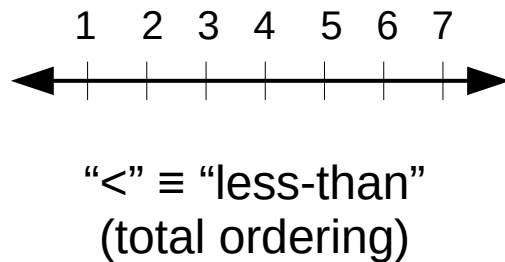 1 2 3 4 5 6 7
“<” ≡ “less-than”
(total ordering)